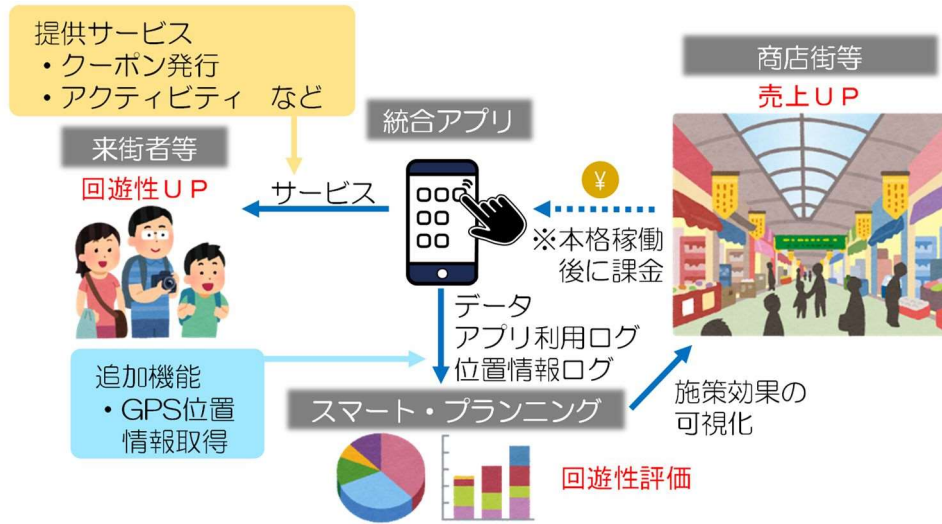 提供サービス
・クーポン発行
・アクティビティ　など
来街者等
回遊性ＵＰ
サービス
統合アプリ
¥
※本格稼働
後に課金
商店街等
売上ＵＰ
データ
アプリ利用ログ
位置情報ログ
追加機能
・GPS位置
情報取得
スマート・プランニング
回遊性評価
施策効果の
可視化